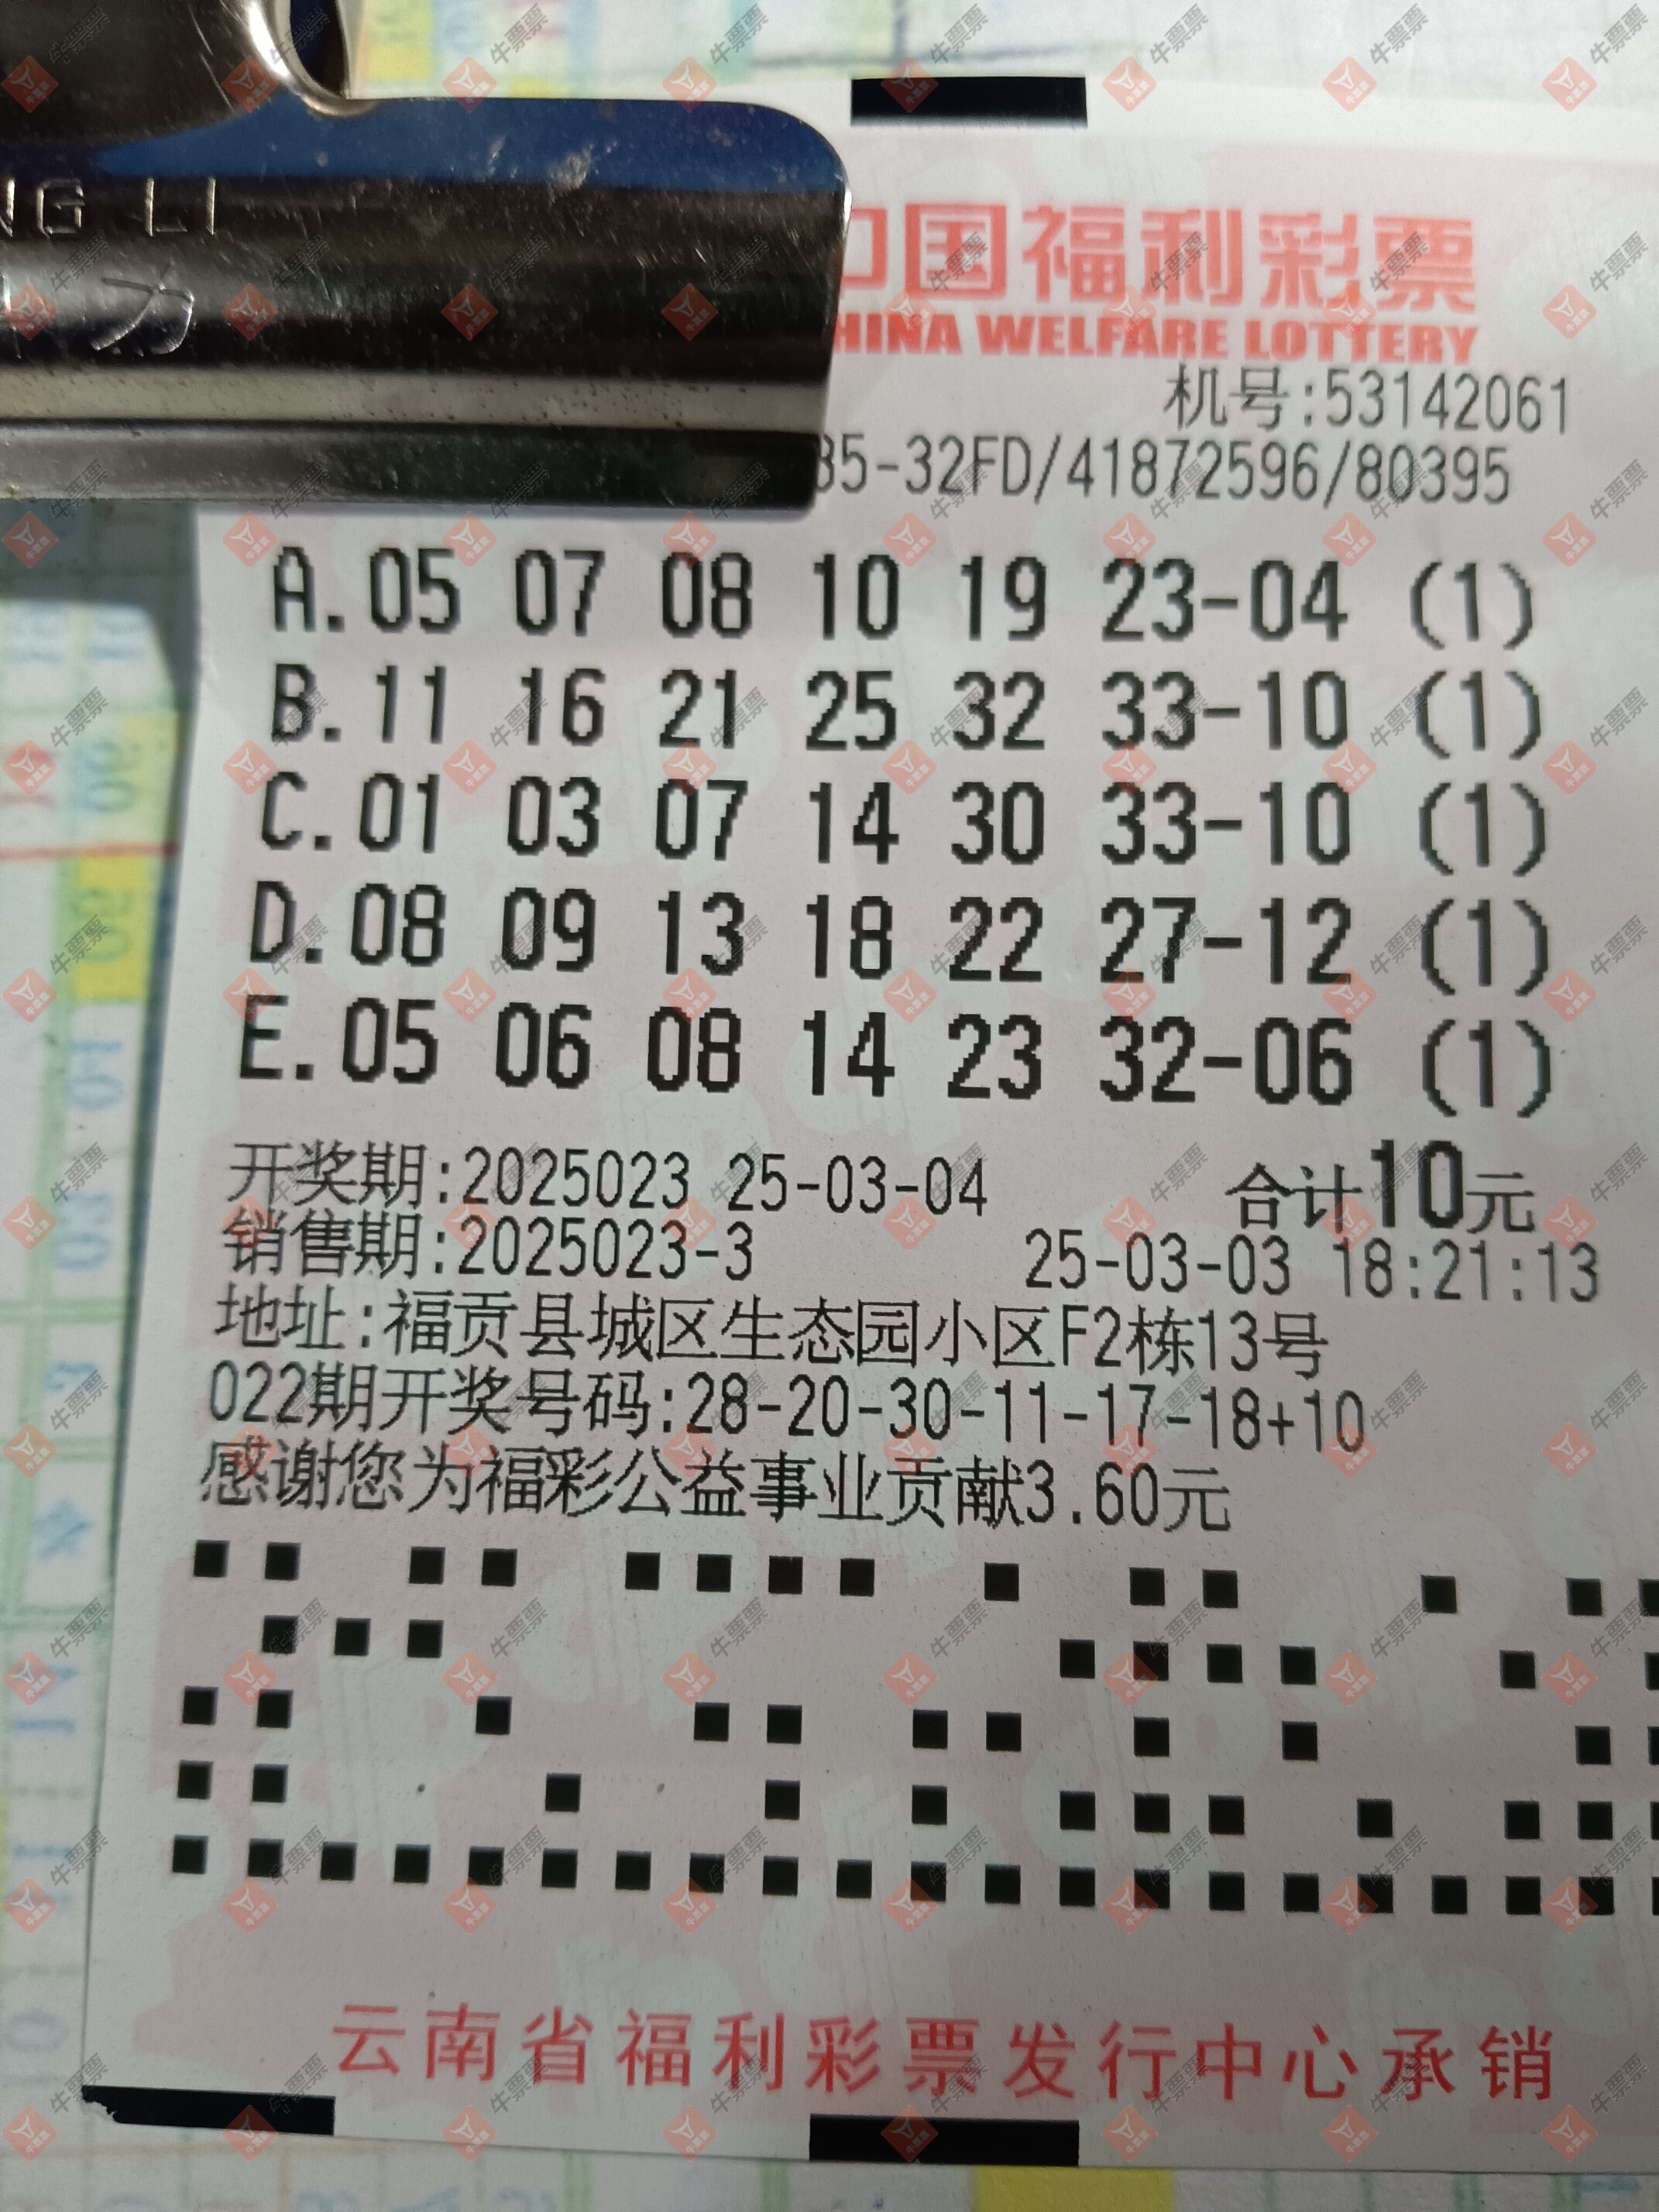 NG LI
力
国福利彩票
HINA WELFARE LOTTERY
机号:53142061
35-32FD/41872596/80395
A.05 07 08 10 19 23-04 (1)
B.11 16 21 25 32 33-10 (1)
C.01 03 07 14 30 33-10 (1)
D.08 09 13 18 22 27-12 (1)
E.05 06 08 14 23 32-06 (1)
开奖期:2025023 25-03-04 合计10元
销售期:2025023-3 25-03-03 18:21:13
地址:福贡县城区生态园小区F2栋13号
022期开奖号码:28-20-30-11-17-18+10
感谢您为福彩公益事业贡献3.60元
云南省福利彩票发行中心承销
牛票票